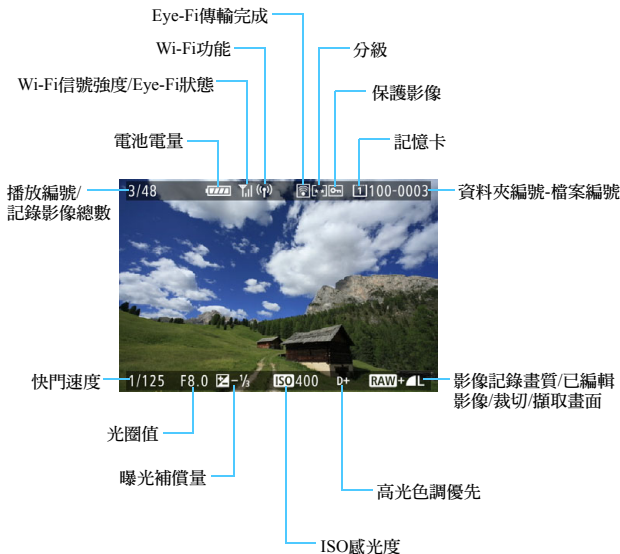 Eye-Fi傳輸完成
Wi-Fi功能
分級
Wi-Fi信號強度/Eye-Fi狀態
保護影像
電池電量
記憶卡
播放編號/
記錄影像總數
3/48
1
100-0003
資料夾編號-檔案編號
快門速度
1/125
F8.0
-1/3
ISO
400
D+
RAW
+
L
影像記錄畫質/已編輯
影像/裁切/擷取畫面
光圈值
曝光補償量
高光色調優先
ISO感光度